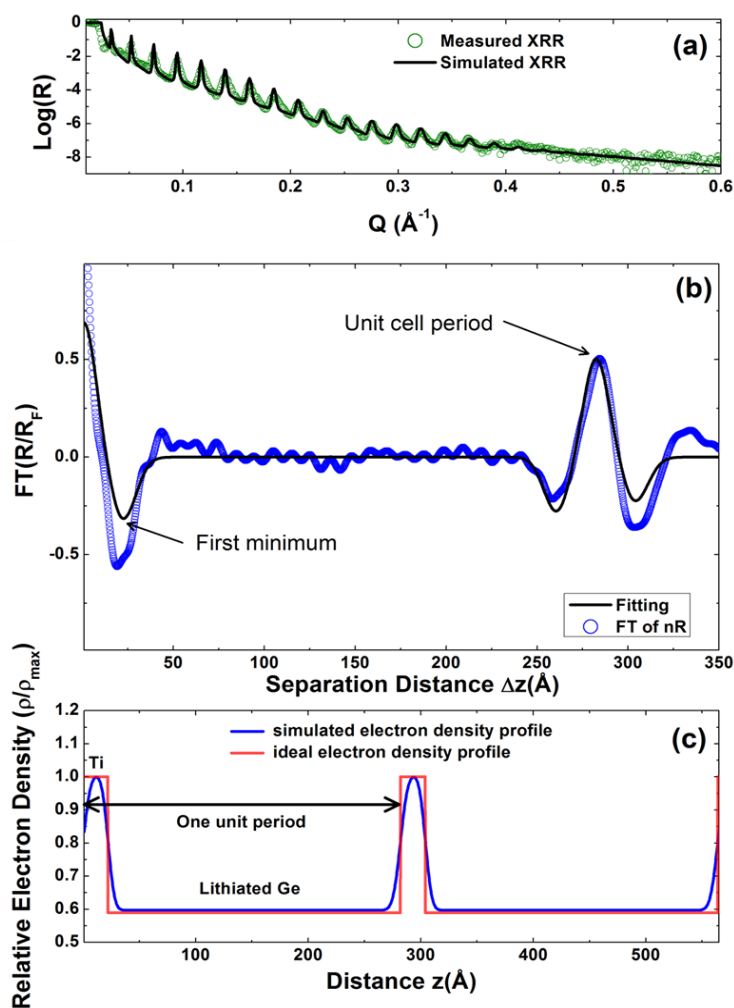 (a)
Measured XRR
Simulated XRR
Log(R)
0
-2
-4
-6
-8
0.1 0.2 0.3 0.4 0.5 0.6
Q (Å⁻¹)
(b)
Unit cell period
First minimum
FT(R/R_F)
0.5
0.0
-0.5
Fitting
FT of nR
50 100 150 200 250 300 350
Separation Distance Δz(Å)
(c)
simulated electron density profile
ideal electron density profile
Relative Electron Density (ρ/ρ_max)
1.2
1.1
1.0
0.9
0.8
0.7
0.6
0.5
Ti
One unit period
Lithiated Ge
100 200 300 400 500
Distance z(Å)